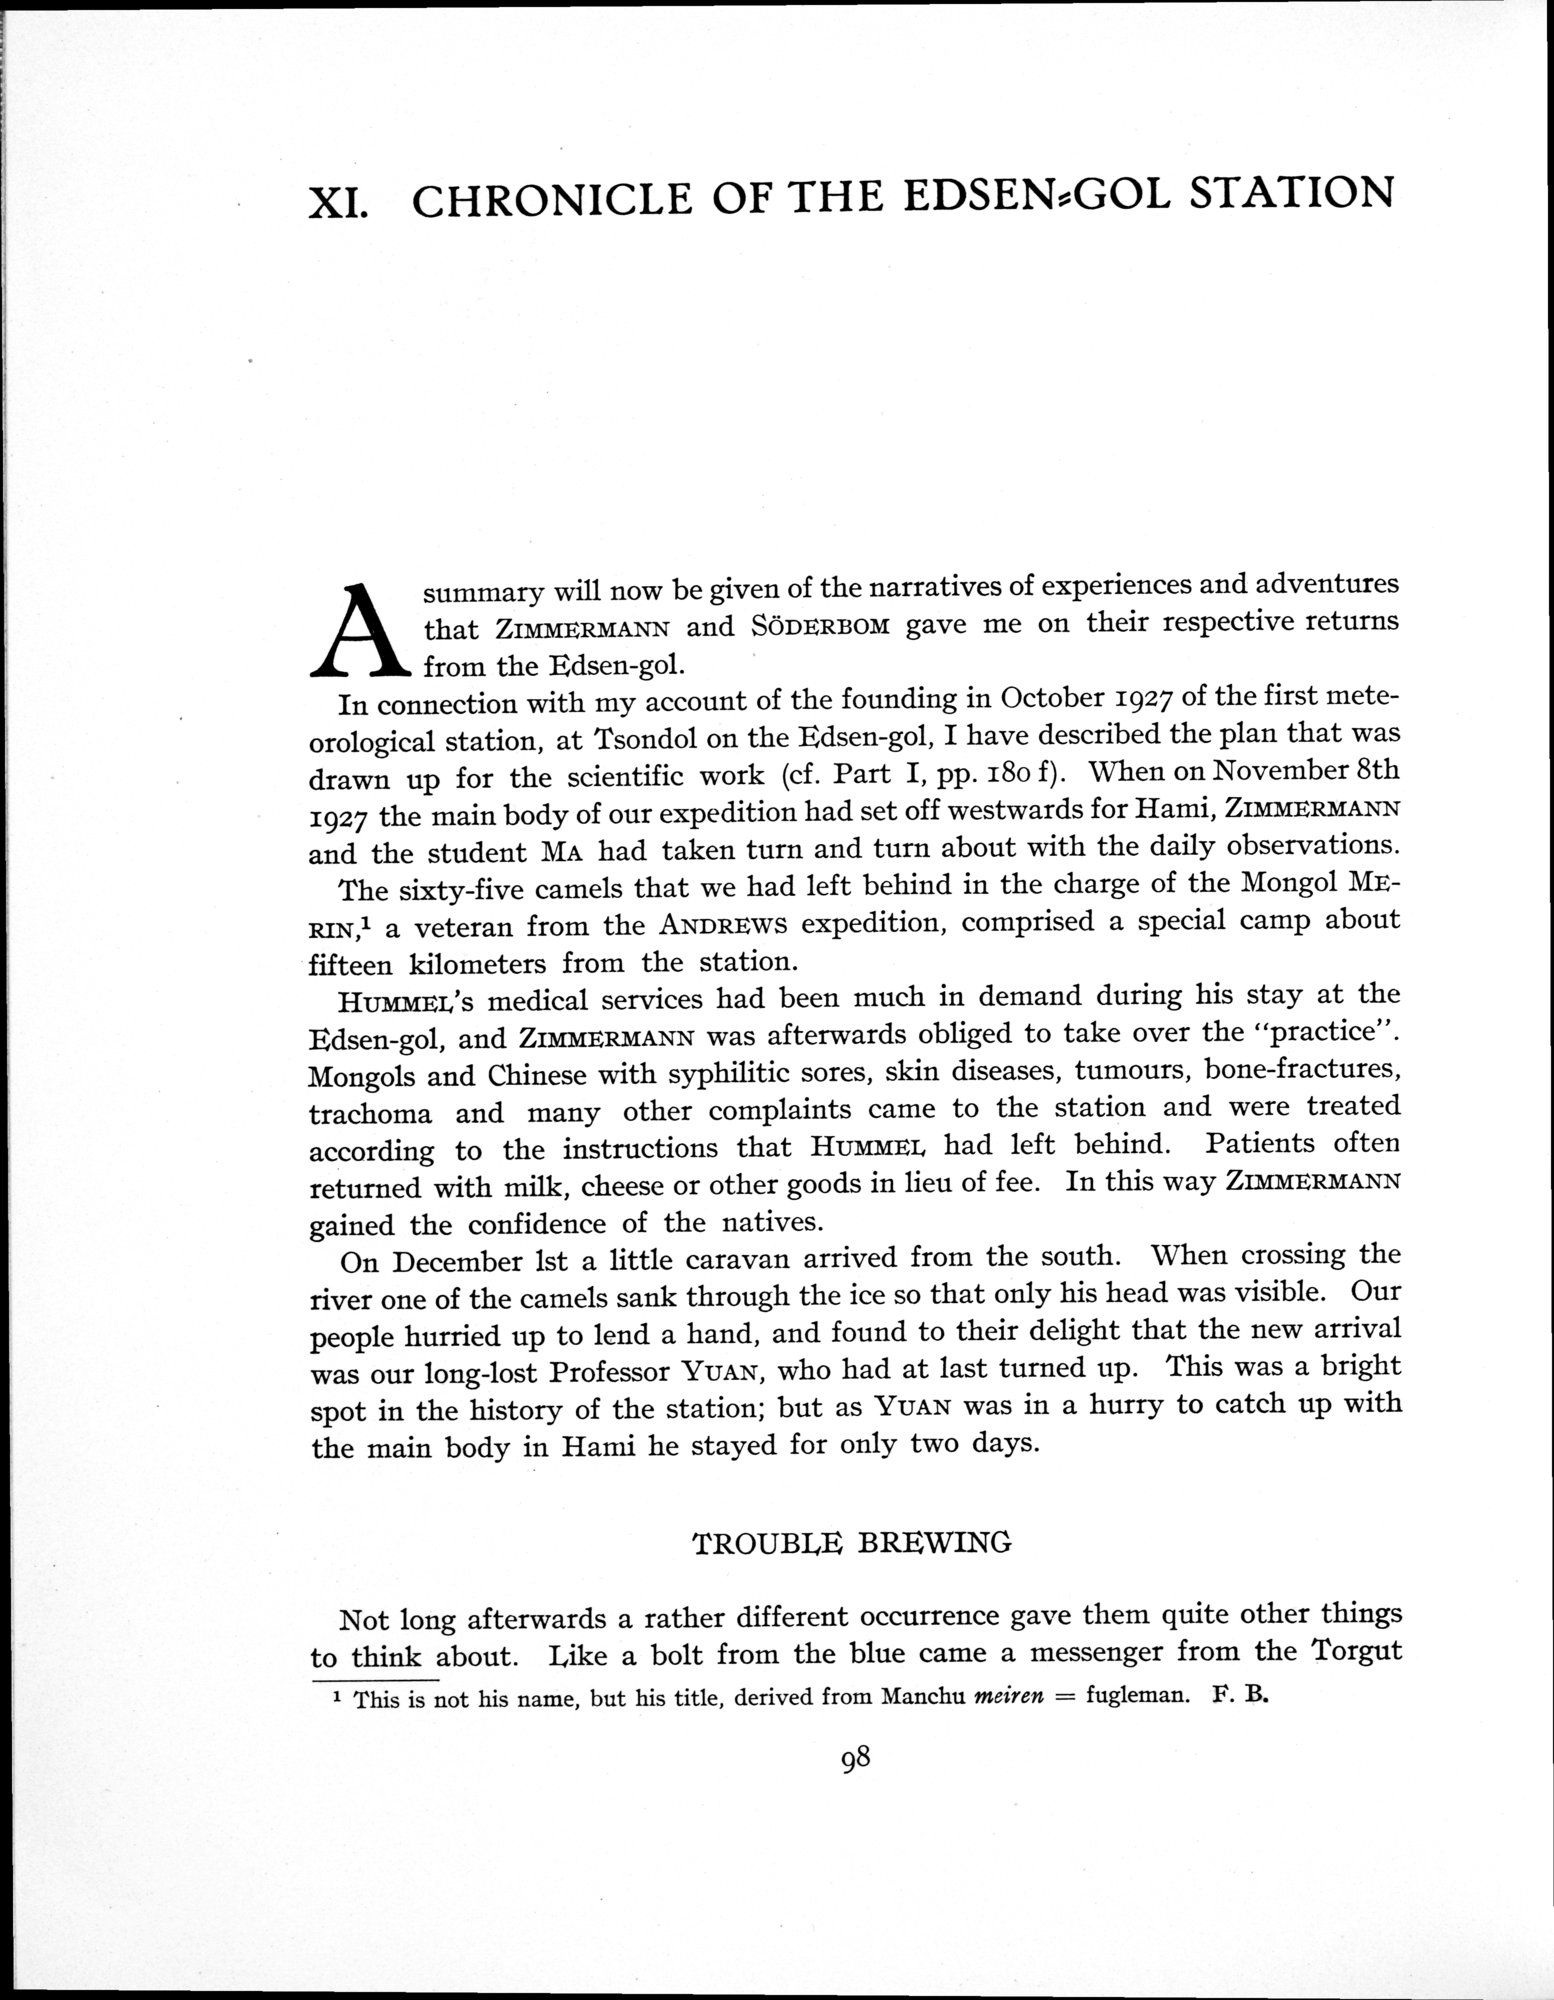 XI. CHRONICLE OF THE EDSEN-GOL STATION
A summary will now be given of the narratives of experiences and adventures
that ZIMMERMANN and SÖDERBOM gave me on their respective returns
from the Edsen-gol.
In connection with my account of the founding in October 1927 of the first mete-
orological station, at Tsondol on the Edsen-gol, I have described the plan that was
drawn up for the scientific work (cf. Part I, pp. 180 f). When on November 8th
1927 the main body of our expedition had set off westwards for Hami, ZIMMERMANN
and the student MA had taken turn and turn about with the daily observations.
The sixty-five camels that we had left behind in the charge of the Mongol ME-
RIN,¹ a veteran from the ANDREWS expedition, comprised a special camp about
fifteen kilometers from the station.
HUMMEL's medical services had been much in demand during his stay at the
Edsen-gol, and ZIMMERMANN was afterwards obliged to take over the "practice".
Mongols and Chinese with syphilitic sores, skin diseases, tumours, bone-fractures,
trachoma and many other complaints came to the station and were treated
according to the instructions that HUMMEL had left behind. Patients often
returned with milk, cheese or other goods in lieu of fee. In this way ZIMMERMANN
gained the confidence of the natives.
On December 1st a little caravan arrived from the south. When crossing the
river one of the camels sank through the ice so that only his head was visible. Our
people hurried up to lend a hand, and found to their delight that the new arrival
was our long-lost Professor YUAN, who had at last turned up. This was a bright
spot in the history of the station; but as YUAN was in a hurry to catch up with
the main body in Hami he stayed for only two days.
TROUBLE BREWING
Not long afterwards a rather different occurrence gave them quite other things
to think about. Like a bolt from the blue came a messenger from the Torgut
¹ This is not his name, but his title, derived from Manchu meiren = fugleman. F. B.
98